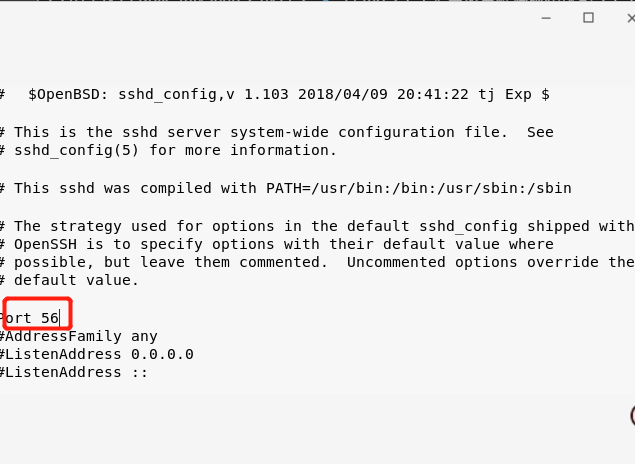 #   $OpenBSD: sshd_config,v 1.103 2018/04/09 20:41:22 tj Exp $
# This is the sshd server system-wide configuration file.  See
# sshd_config(5) for more information.
# This sshd was compiled with PATH=/usr/bin:/bin:/usr/sbin:/sbin
# The strategy used for options in the default sshd_config shipped with
# OpenSSH is to specify options with their default value where
# possible, but leave them commented.  Uncommented options override the
# default value.
Port 56
#AddressFamily any
#ListenAddress 0.0.0.0
#ListenAddress ::